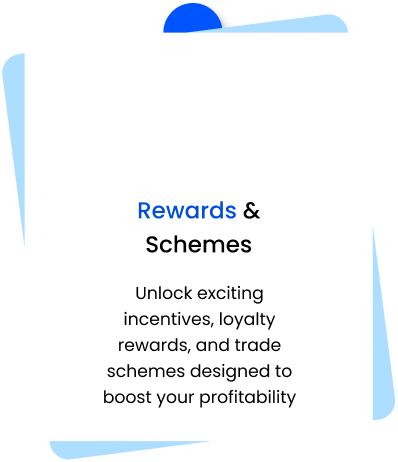 Rewards &
Schemes
Unlock exciting
incentives, loyalty
rewards, and trade
schemes designed to
boost your profitability